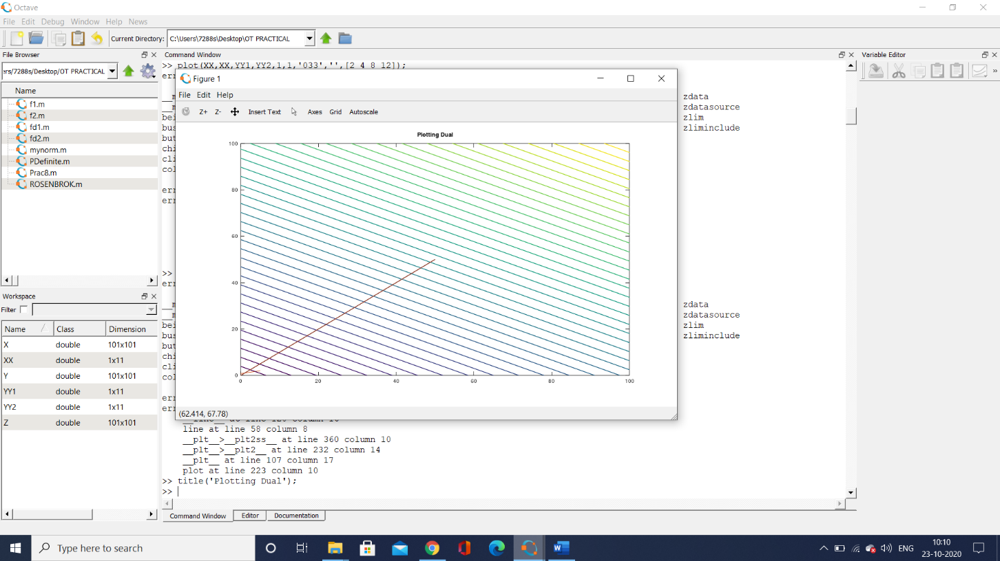 Octave
File Edit Debug Window Help News
Current Directory: C:\Users\7288s\Desktop\OT PRACTICAL
File Browser
ers/7288s/Desktop/OT PRACTICAL
Name
f1.m
f2.m
fd1.m
fd2.m
mynorm.m
PDefinite.m
Prac8.m
ROSENBROK.m
Workspace
Filter
Name Class Dimension
X double 101x101
XX double 1x11
Y double 101x101
YY1 double 1x11
YY2 double 1x11
Z double 101x101
Command Window
>> plot(XX,XX,YY1,YY2,1,1,'033','',[2 4 8 12]);
err
__m
__m
bei
bus
but
chi
cli
col
err
err
zdata
zdatasource
zlim
zliminclude
>>
err
__m
__m
bei
bus
but
chi
cli
col
err
err
zdata
zdatasource
zlim
zliminclude
Figure 1
File Edit Help
Z+ Z- Insert Text Axes Grid Autoscale
Plotting Dual
100
80
60
40
20
0
0 20 40 60 80 100
(62.414, 67.78)
line at line 58 column 8
__plt__>__plt2ss__ at line 360 column 10
__plt__>__plt2__ at line 232 column 14
__plt__ at line 107 column 17
plot at line 223 column 10
>> title('Plotting Dual');
>>
Command Window Editor Documentation
Variable Editor
»
Type here to search
W
ENG
10:10
23-10-2020